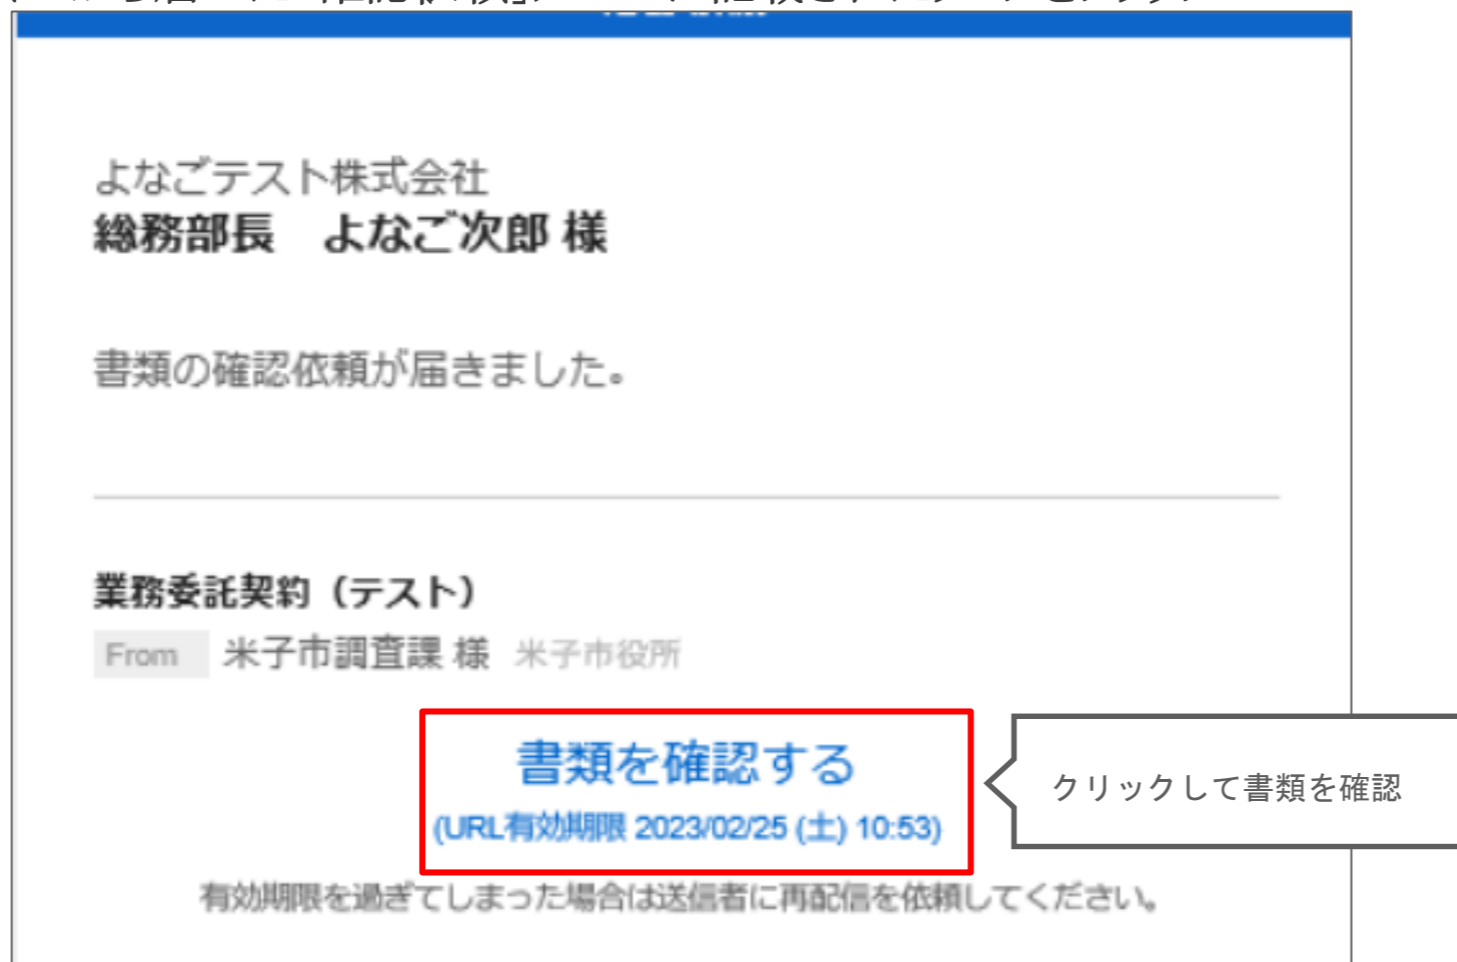 よなごテスト株式会社
総務部長　よなご次郎 様
書類の確認依頼が届きました。
業務委託契約（テスト）
From 米子市調査課 様 米子市役所
書類を確認する
(URL有効期限 2023/02/25 (土) 10:53)
クリックして書類を確認
有効期限を過ぎてしまった場合は送信者に再配信を依頼してください。